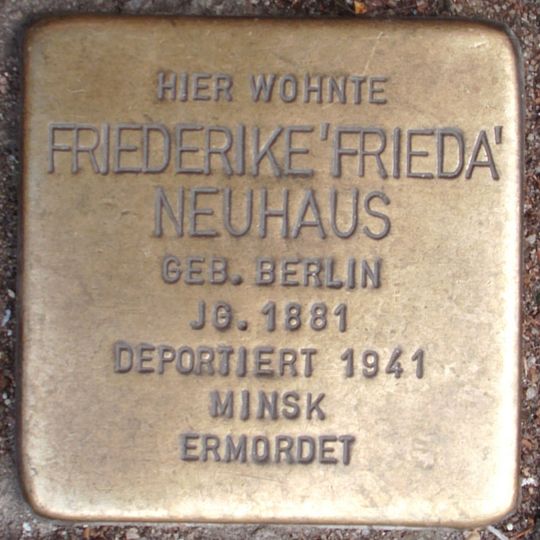 HIER WOHNTE
FRIEDERIKE 'FRIEDA'
NEUHAUS
GEB. BERLIN
JG. 1881
DEPORTIERT 1941
MINSK
ERMORDET